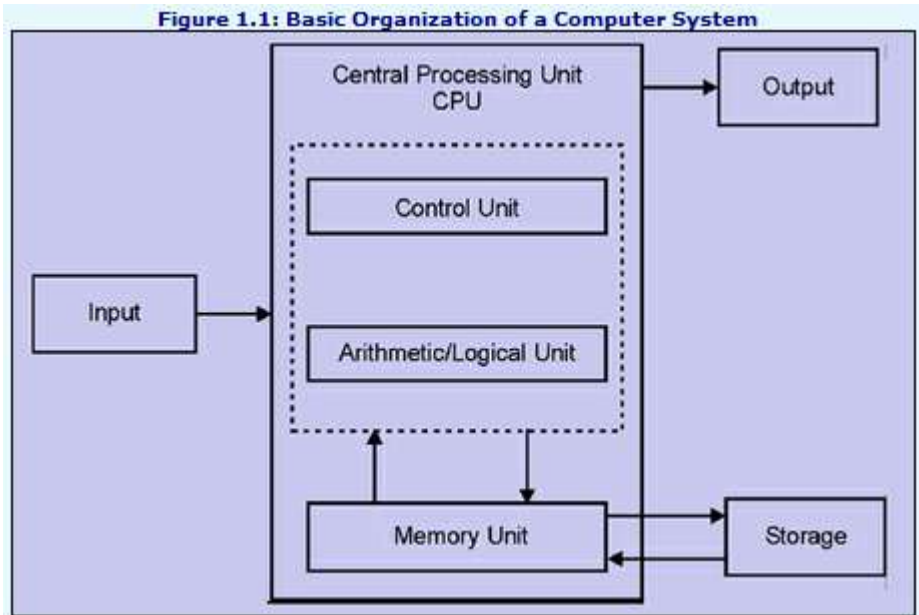 Figure 1.1: Basic Organization of a Computer System
Central Processing Unit
CPU
Output
Control Unit
Input
Arithmetic/Logical Unit
Memory Unit
Storage